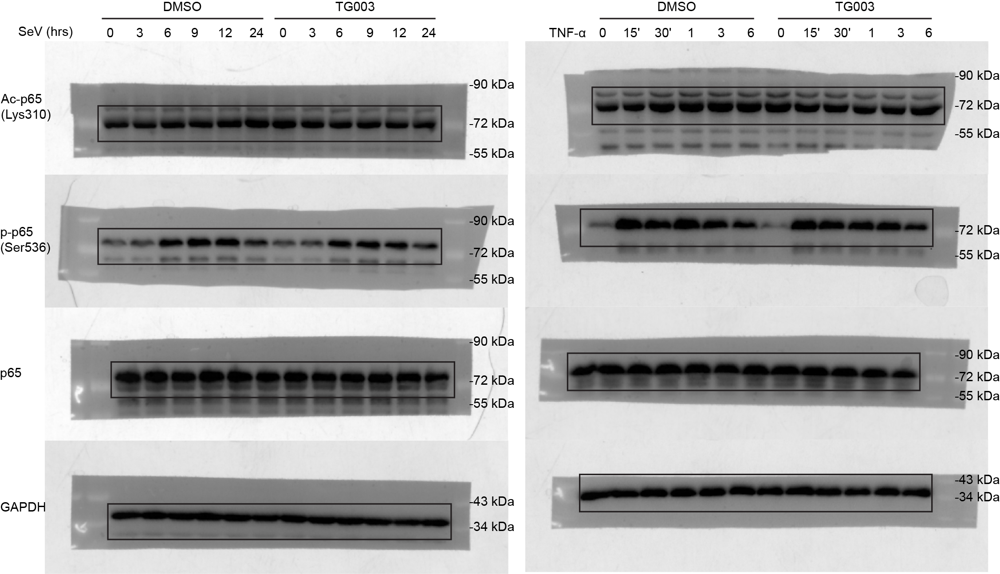 DMSO TG003 DMSO TG003
SeV (hrs) 0 3 6 9 12 24 0 3 6 9 12 24 TNF-α 0 15' 30' 1 3 6 0 15' 30' 1 3 6
Ac-p65
(Lys310)
-90 kDa
-72 kDa
-55 kDa
-90 kDa
-72 kDa
-55 kDa
p-p65
(Ser536)
-90 kDa
-72 kDa
-55 kDa
-72 kDa
-55 kDa
p65
-90 kDa
-72 kDa
-55 kDa
-90 kDa
-72 kDa
-55 kDa
GAPDH
-43 kDa
-34 kDa
-43 kDa
-34 kDa